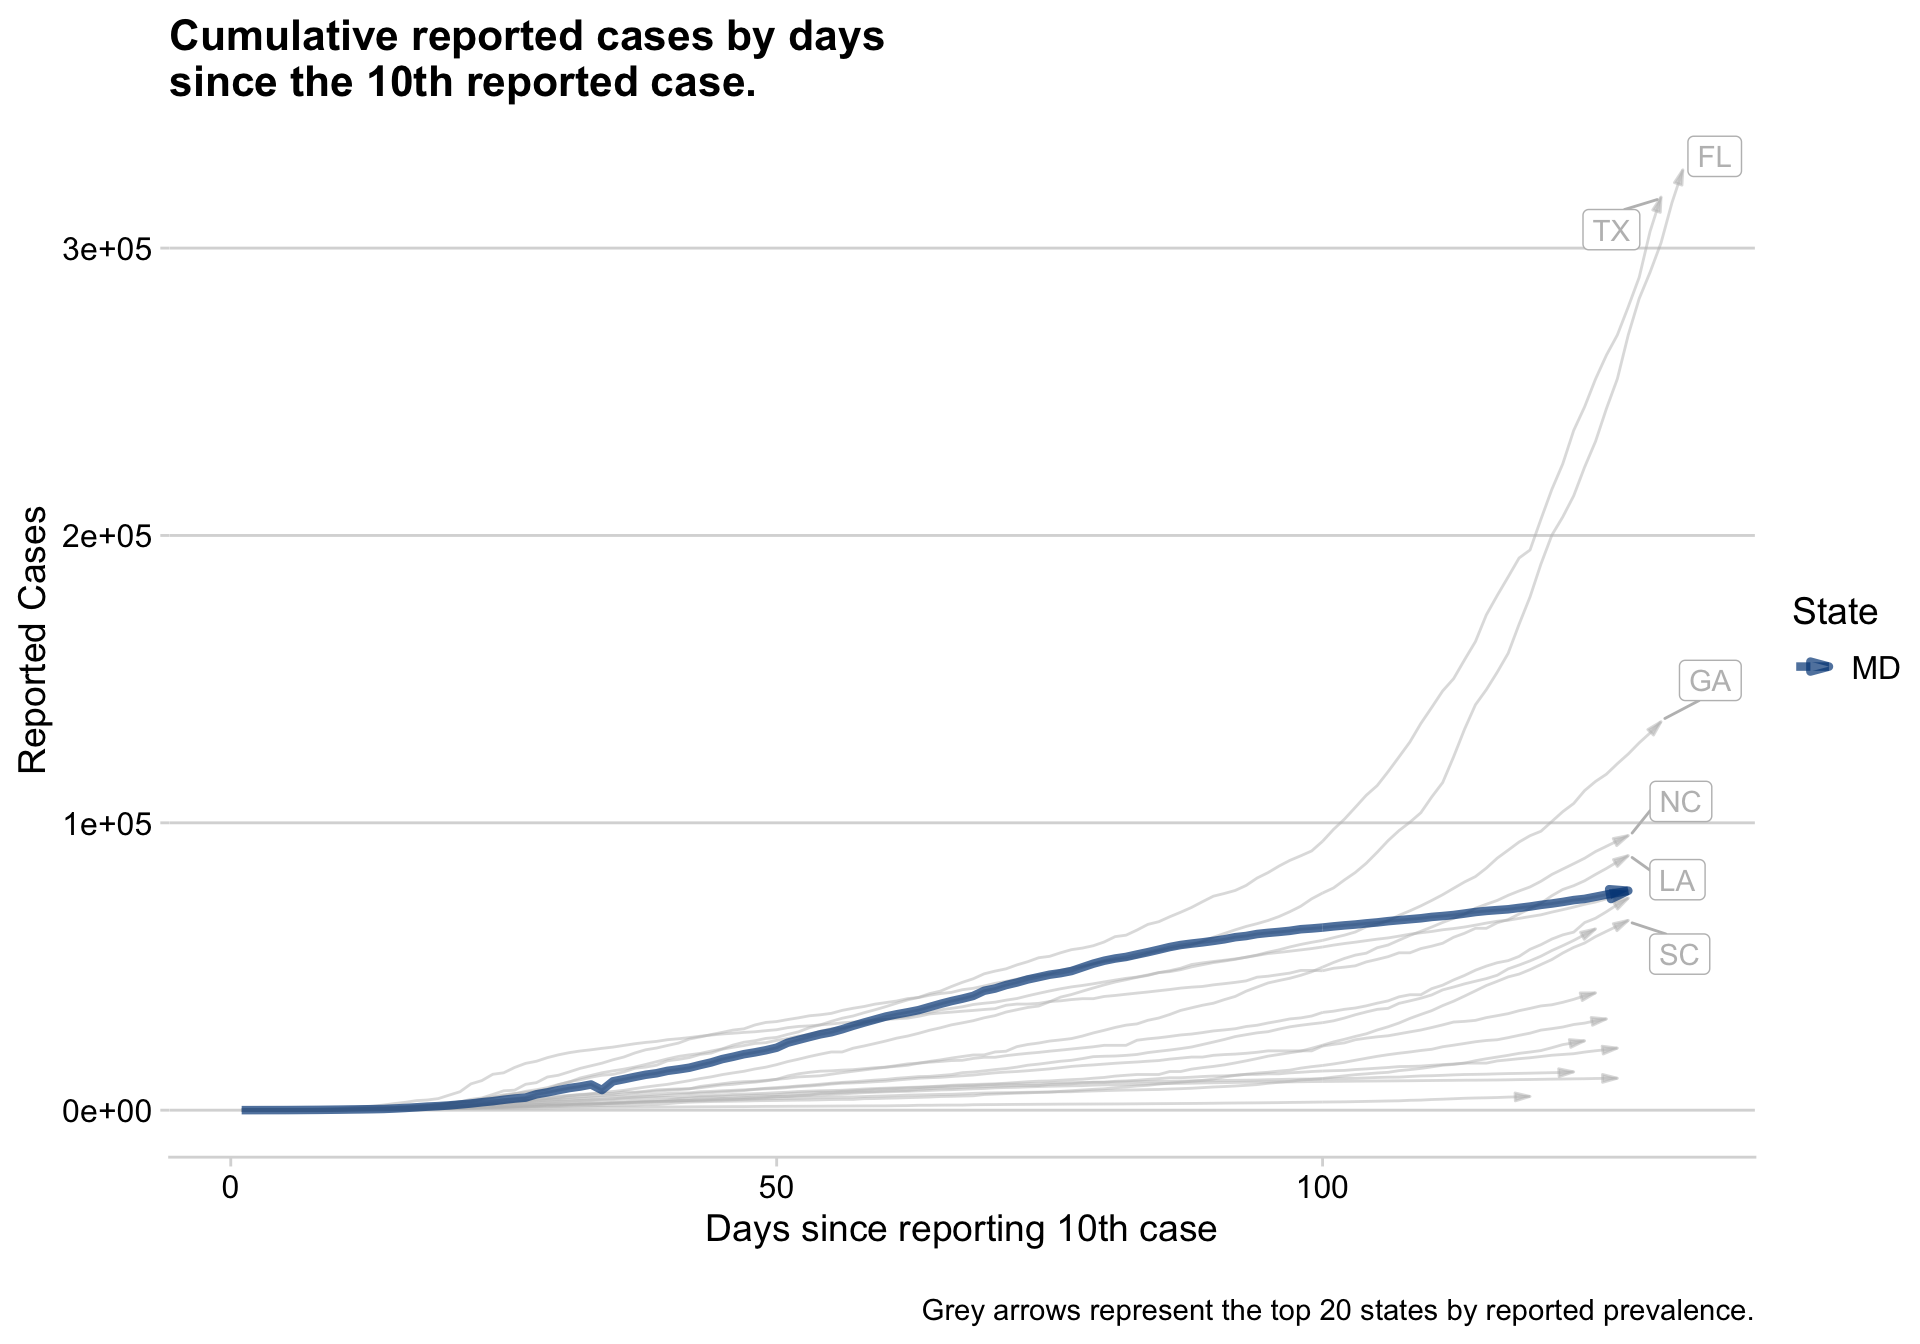 Cumulative reported cases by days
since the 10th reported case.
FL
TX
3e+05
2e+05
GA
NC
1e+05
LA
SC
0e+00
Reported Cases
State
MD
0
50
100
Days since reporting 10th case
Grey arrows represent the top 20 states by reported prevalence.